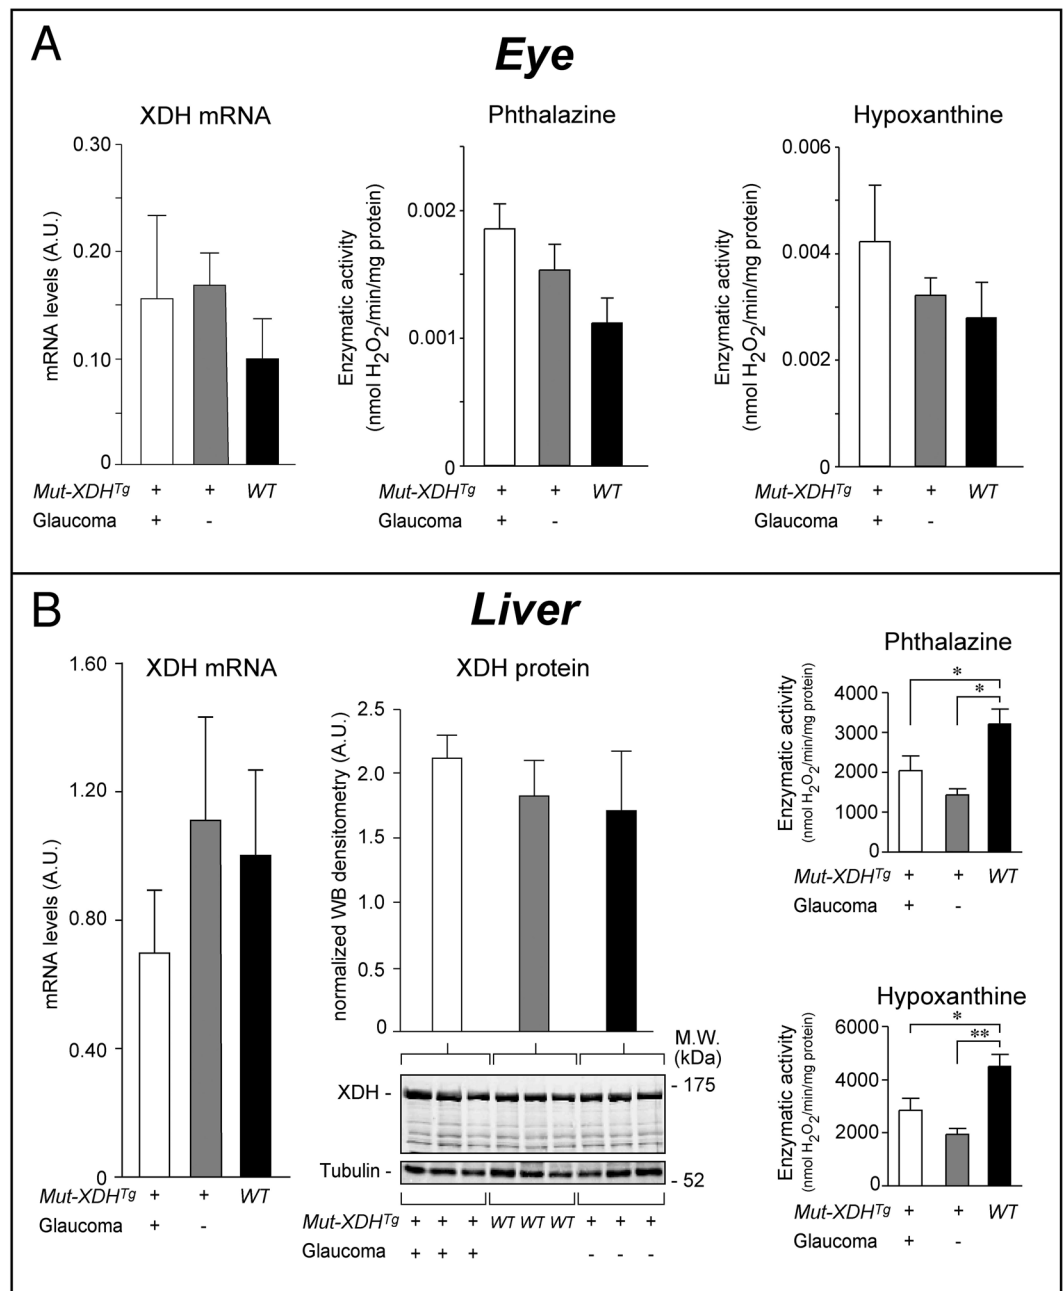 A
Eye
XDH mRNA
mRNA levels (A.U.)
0.30
0.20
0.10
0
Mut-XDHTg + + WT
Glaucoma + -
Phthalazine
Enzymatic activity
(nmol H2O2/min/mg protein)
0.002
0.001
0
Mut-XDHTg + + WT
Glaucoma + -
Hypoxanthine
Enzymatic activity
(nmol H2O2/min/mg protein)
0.006
0.004
0.002
0
Mut-XDHTg + + WT
Glaucoma + -
B
Liver
XDH mRNA
mRNA levels (A.U.)
1.60
1.20
0.80
0.40
0
Mut-XDHTg + + WT
Glaucoma + -
XDH protein
normalized WB densitometry (A.U.)
2.5
2.0
1.5
1.0
0.5
0
M.W.
(kDa)
XDH -
- 175
Tubulin -
- 52
Mut-XDHTg + + + WT WT WT + + +
Glaucoma + + + - - -
Phthalazine
Enzymatic activity
(nmol H2O2/min/mg protein)
*
*
4000
3000
2000
1000
0
Mut-XDHTg + + WT
Glaucoma + -
Hypoxanthine
Enzymatic activity
(nmol H2O2/min/mg protein)
*
**
6000
4000
2000
0
Mut-XDHTg + + WT
Glaucoma + -